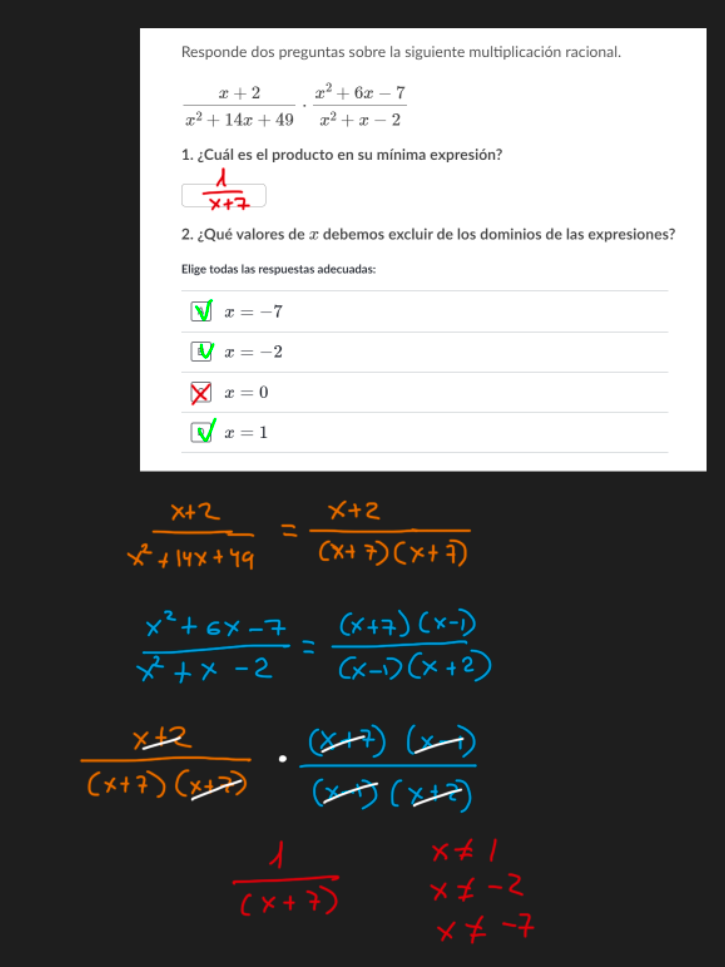 Responde dos preguntas sobre la siguiente multiplicación racional.
$\frac{x+2}{x^2+14x+49} \cdot \frac{x^2+6x-7}{x^2+x-2}$
1. ¿Cuál es el producto en su mínima expresión?
$\frac{1}{x+7}$
2. ¿Qué valores de $x$ debemos excluir de los dominios de las expresiones?
Elige todas las respuestas adecuadas:
✓ $x = -7$
✓ $x = -2$
✗ $x = 0$
✓ $x = 1$
$\frac{x+2}{x^2+14x+49} = \frac{x+2}{(x+7)(x+7)}$
$\frac{x^2+6x-7}{x^2+x-2} = \frac{(x+7)(x-1)}{(x-1)(x+2)}$
$\frac{x+2}{(x+7)(x+7)} \cdot \frac{(x+7)(x-1)}{(x-1)(x+2)}$
$\frac{1}{(x+7)}$ $x \neq 1$
$x \neq -2$
$x \neq -7$